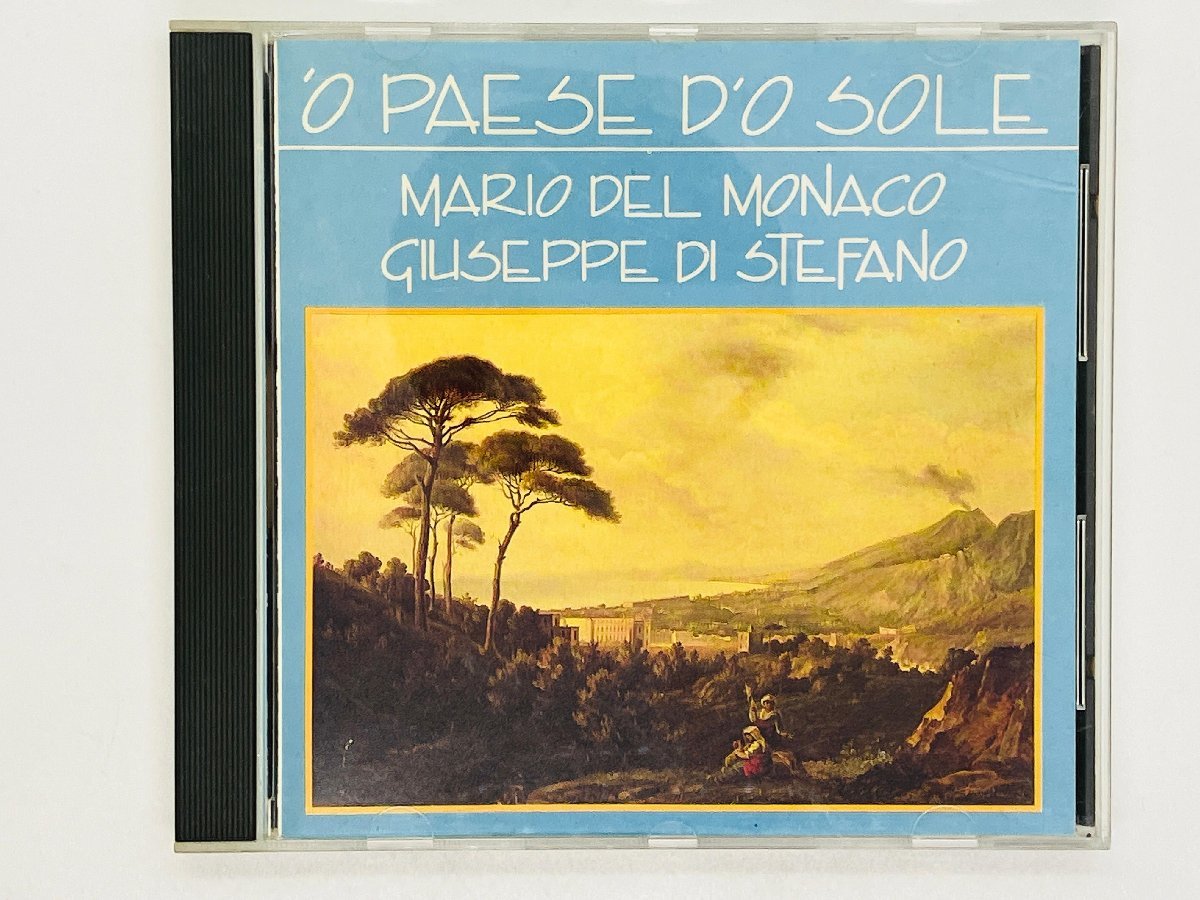 'O PAESE D'O SOLE
MARIO DEL MONACO
GIUSEPPE DI STEFANO